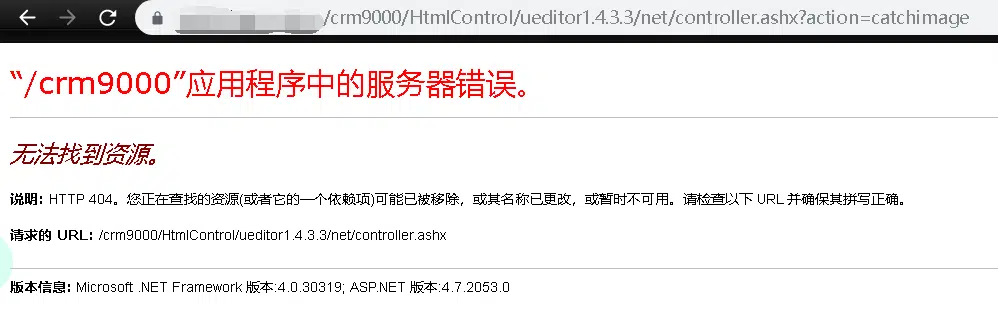 /crm9000/HtmlControl/ueditor1.4.3.3/net/controller.ashx?action=catchimage
“/crm9000”应用程序中的服务器错误。
无法找到资源。
说明: HTTP 404。您正在查找的资源(或者它的一个依赖项)可能已被移除，或其名称已更改，或暂时不可用。请检查以下 URL 并确保其拼写正确。
请求的 URL: /crm9000/HtmlControl/ueditor1.4.3.3/net/controller.ashx
版本信息: Microsoft .NET Framework 版本:4.0.30319; ASP.NET 版本:4.7.2053.0